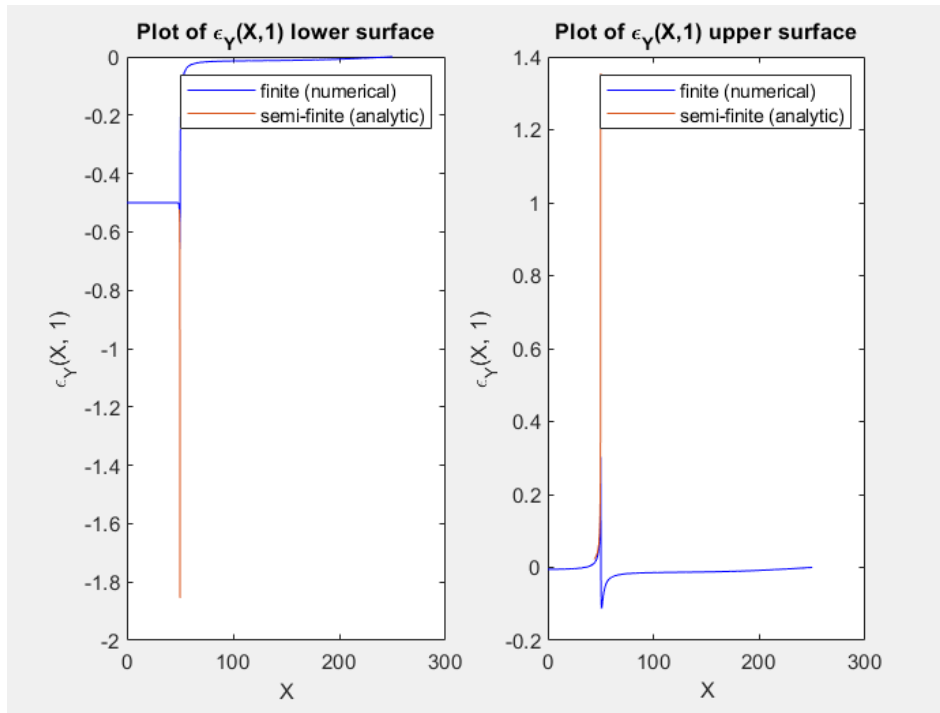 Plot of ϵY(X,1) lower surface
0
-0.2
-0.4
-0.6
-0.8
-1
-1.2
-1.4
-1.6
-1.8
-2
ϵY(X, 1)
finite (numerical)
semi-finite (analytic)
0
100
200
300
X
Plot of ϵY(X,1) upper surface
1.4
1.2
1
0.8
0.6
0.4
0.2
0
-0.2
ϵY(X, 1)
finite (numerical)
semi-finite (analytic)
0
100
200
300
X